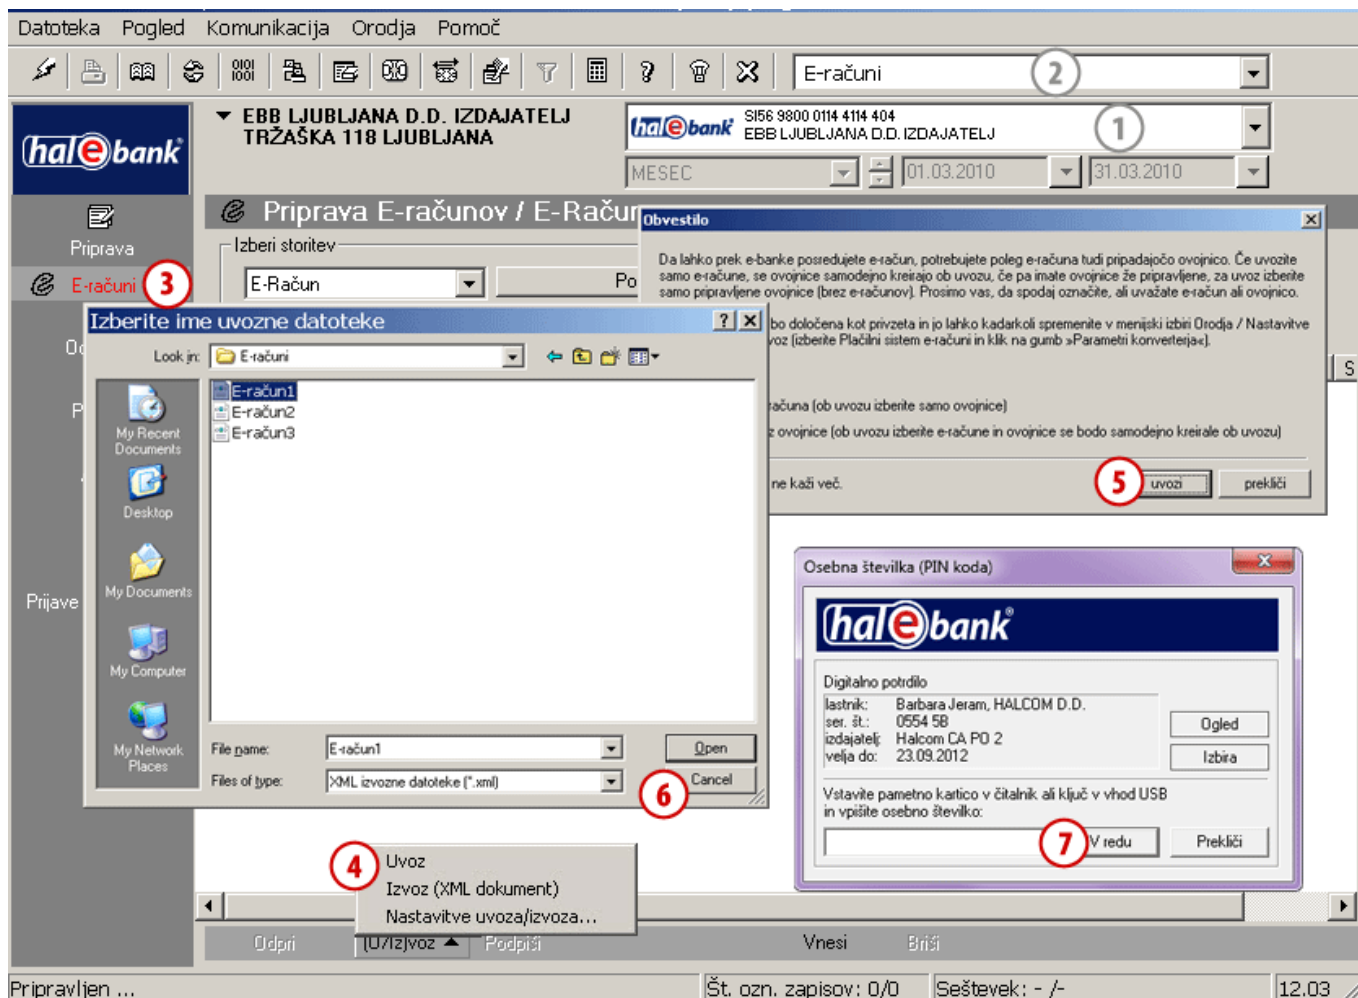 Datoteka Pogled Komunikacija Orodja Pomoč
E-računi
2
halebank
EBB LJUBLJANA D.D. IZDAJATELJ
TRŽAŠKA 118 LJUBLJANA
halebank
SI56 9800 0114 4114 404
EBB LJUBLJANA D.D. IZDAJATELJ
1
MESEC
01.03.2010
31.03.2010
Priprava
E-računi
3
Prijave
Priprava E-računov / E-Raču
Izberi storitev
E-Račun
Po
S
Obvestilo
Da lahko prek e-banke posredujete e-račun, potrebujete poleg e-računa tudi pripadajočo ovojnico. Če uvozite
samo e-račune, se ovojnice samodejno kreirajo ob uvozu, če pa imate ovojnice že pripravljene, za uvoz izberite
samo pripravljene ovojnice (brez e-računov). Prosimo vas, da spodaj označite, ali uvažate e-račun ali ovojnico.
bo določena kot privzeta in jo lahko kadarkoli spremenite v menijski izbiri Orodja / Nastavitve
voz (izberite Plačilni sistem e-računi in klik na gumb »Parametri konverterja«).
računa (ob uvozu izberite samo ovojnice)
z ovojnice (ob uvozu izberite e-račune in ovojnice se bodo samodejno kreirale ob uvozu)
ne kaži več.
5
uvozi
prekliči
Izberite ime uvozne datoteke
Look in:
E-računi
My Recent
Documents
Desktop
My Documents
My Computer
My Network
Places
E-račun1
E-račun2
E-račun3
File name:
E-račun1
Open
Files of type:
XML izvozne datoteke (*.xml)
6
Cancel
Osebna številka (PIN koda)
halebank
Digitalno potrdilo
lastnik: Barbara Jeram, HALCOM D.D.
ser. št.: 0554 5B
izdajatelj: Halcom CA PO 2
velja do: 23.09.2012
Ogled
Izbira
Vstavite pametno kartico v čitalnik ali ključ v vhod USB
in vpišite osebno številko:
7
V redu
Prekliči
4
Uvoz
Izvoz (XML dokument)
Nastavitve uvoza/izvoza...
Odpri
(U/Iz)voz
Podpiši
Vnesi
Briši
Pripravljen ...
Št. ozn. zapisov: 0/0
Seštevek: - /-
12.03